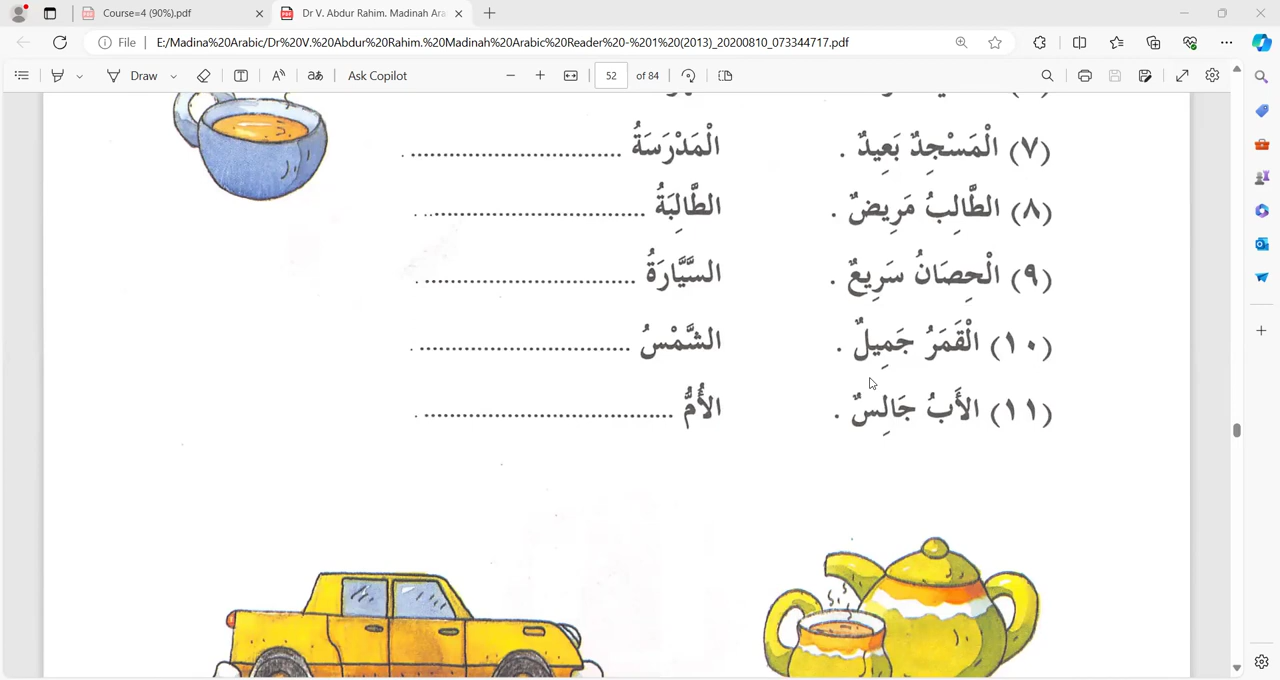 Course=4 (90%).pdf
Dr V. Abdur Rahim. Madinah Ara
File E:/Madina%20Arabic/Dr%20V.%20Abdur%20Rahim.%20Madinah%20Arabic%20Reader%20-%201%20(2013)_20200810_073344717.pdf
Draw aあ Ask Copilot 52 of 84
(٧) الْمَسْجِدُ بَعِيدٌ . الْمَدْرَسَةُ .............................. .
(٨) الطَّالِبُ مَرِيضٌ . الطَّالِبَةُ .............................. .
(٩) الْحِصَانُ سَرِيعٌ . السَّيَّارَةُ .............................. .
(١٠) الْقَمَرُ جَمِيلٌ . الشَّمْسُ .............................. .
(١١) الأَبُ جَالِسٌ . الأُمُّ ................................... .